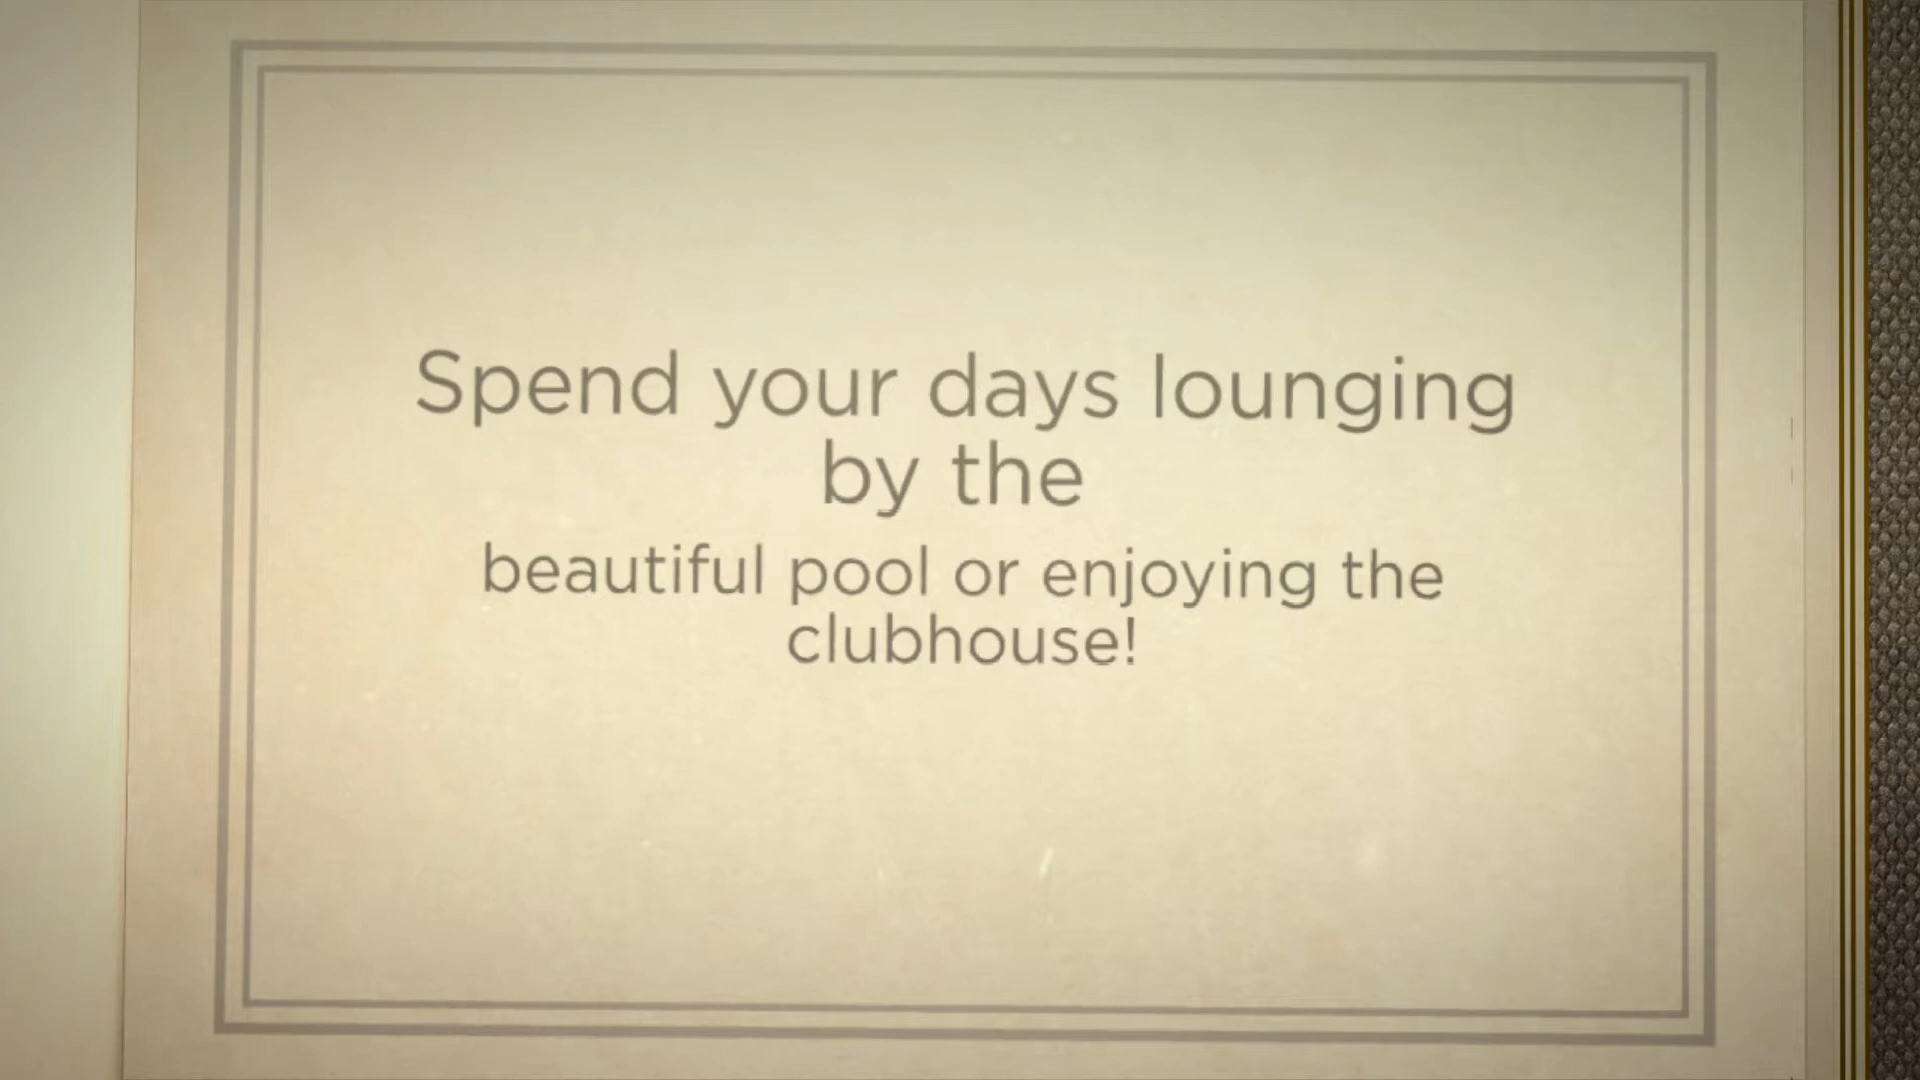 Spend your days lounging
by the
beautiful pool or enjoying the
clubhouse!